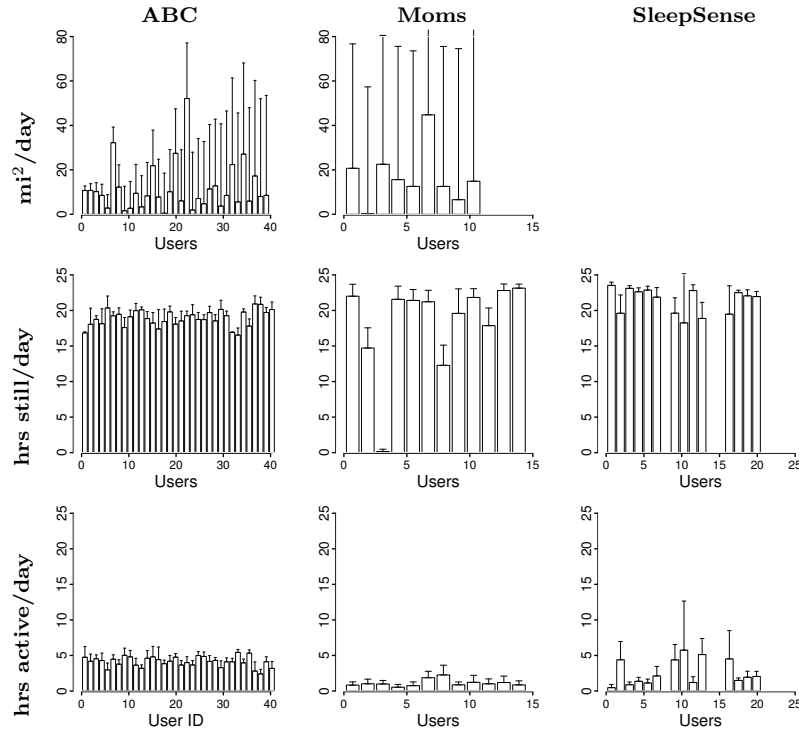 ABC Moms SleepSense
mi²/day
0 20 40 60 80
0 10 20 30 40
Users
0 20 40 60 80
0 5 10 15
Users
hrs still/day
0 5 10 15 20 25
0 10 20 30 40
Users
0 5 10 15 20 25
0 5 10 15
Users
0 5 10 15 20 25
0 5 10 15 20 25
Users
hrs active/day
0 5 10 15 20 25
0 10 20 30 40
User ID
0 5 10 15 20 25
0 5 10 15
Users
0 5 10 15 20 25
0 5 10 15 20 25
Users